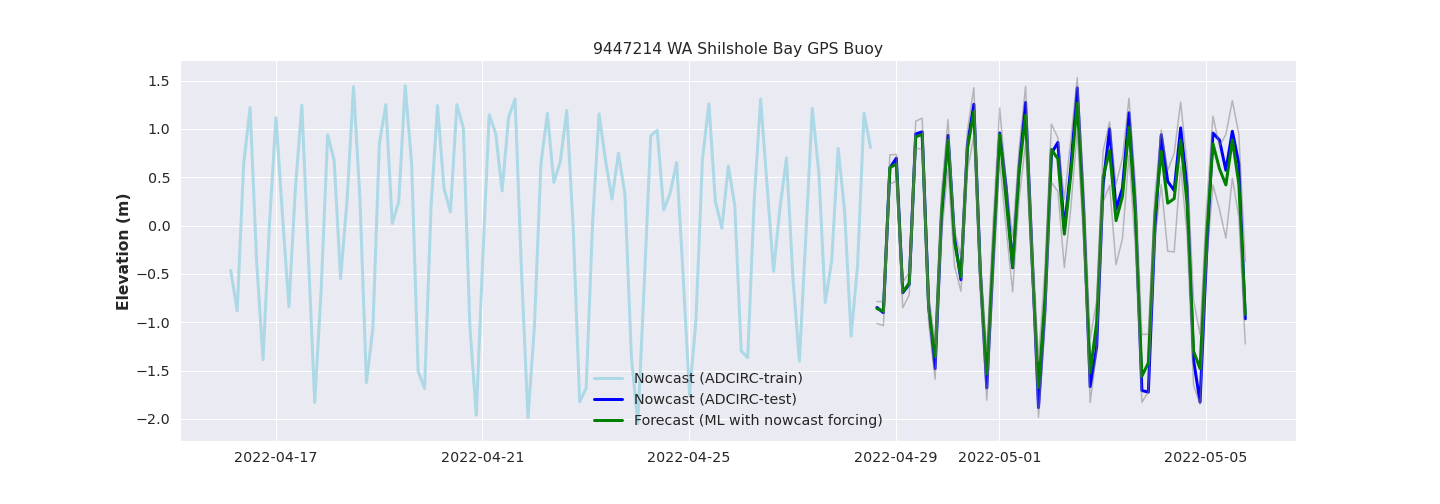 9447214 WA Shilshole Bay GPS Buoy
Elevation (m)
1.5
1.0
0.5
0.0
−0.5
−1.0
−1.5
−2.0
Nowcast (ADCIRC-train)
Nowcast (ADCIRC-test)
Forecast (ML with nowcast forcing)
2022-04-17 2022-04-21 2022-04-25 2022-04-29 2022-05-01 2022-05-05